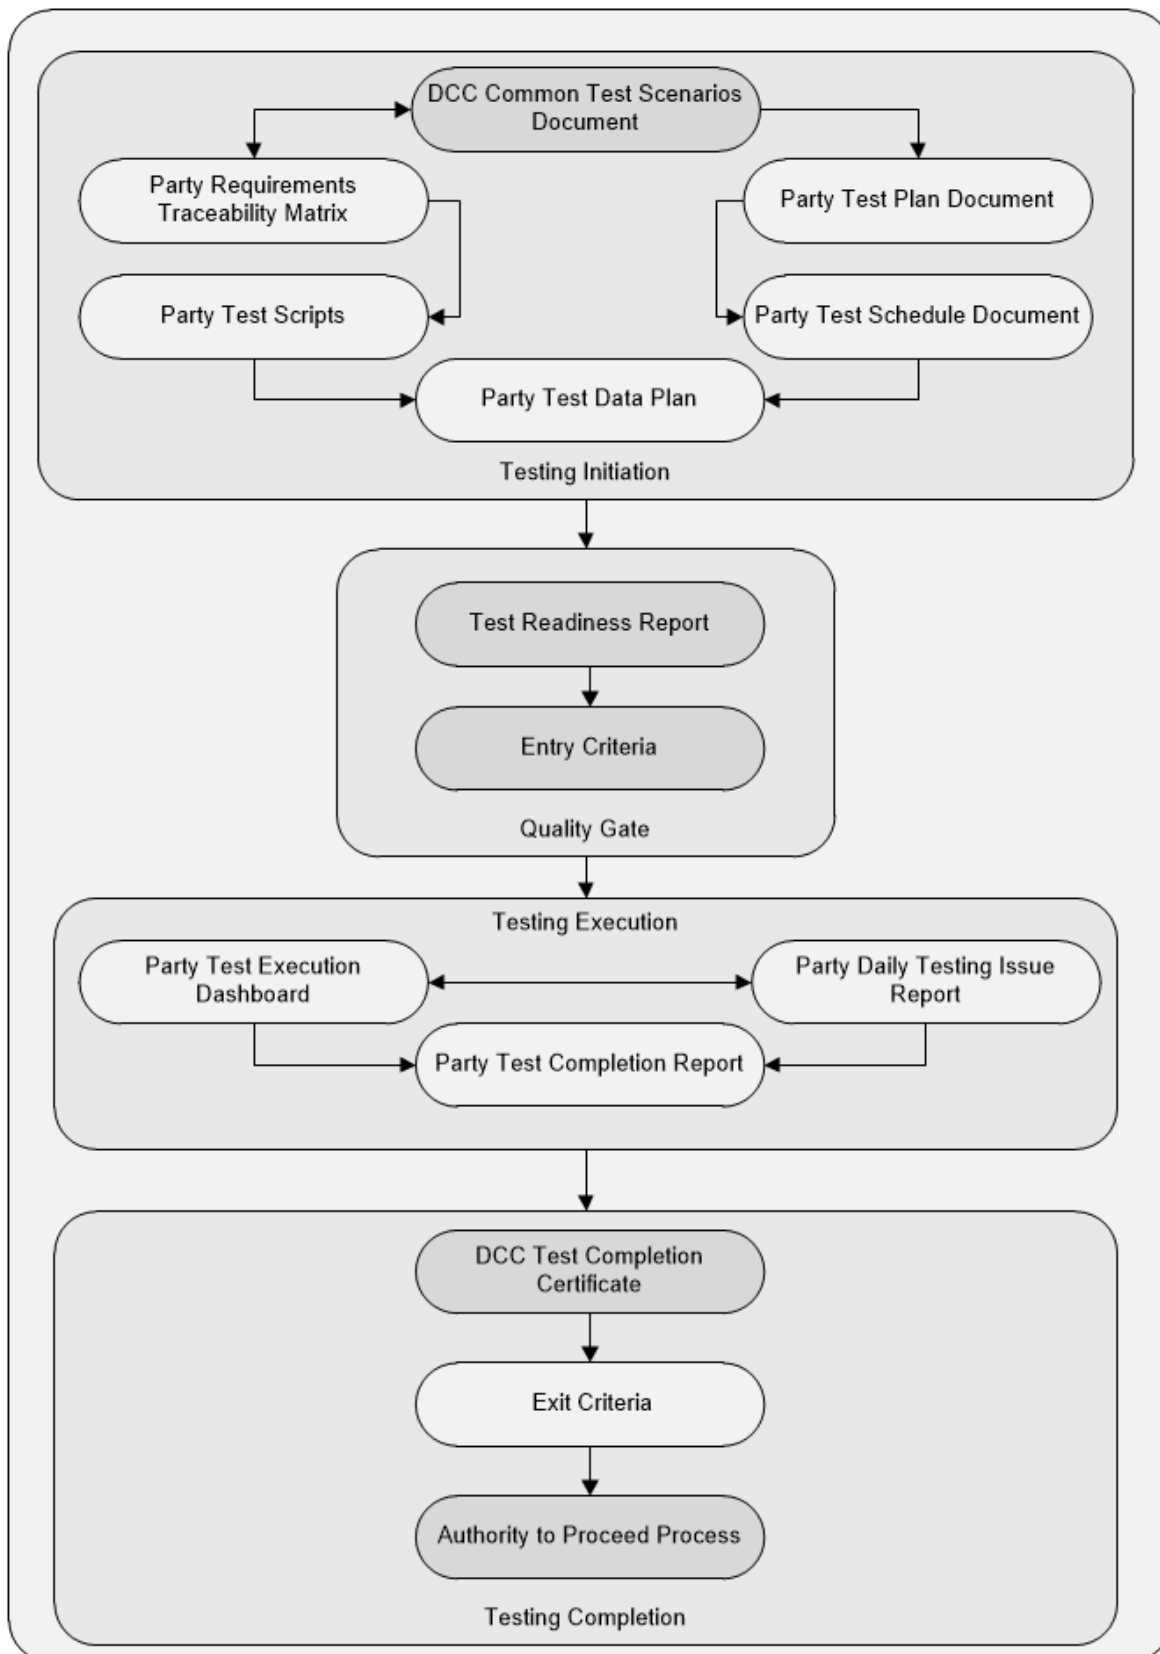 DCC Common Test Scenarios
Document
Party Requirements
Traceability Matrix
Party Test Plan Document
Party Test Scripts
Party Test Schedule Document
Party Test Data Plan
Testing Initiation
Test Readiness Report
Entry Criteria
Quality Gate
Testing Execution
Party Test Execution
Dashboard
Party Daily Testing Issue
Report
Party Test Completion Report
DCC Test Completion
Certificate
Exit Criteria
Authority to Proceed Process
Testing Completion